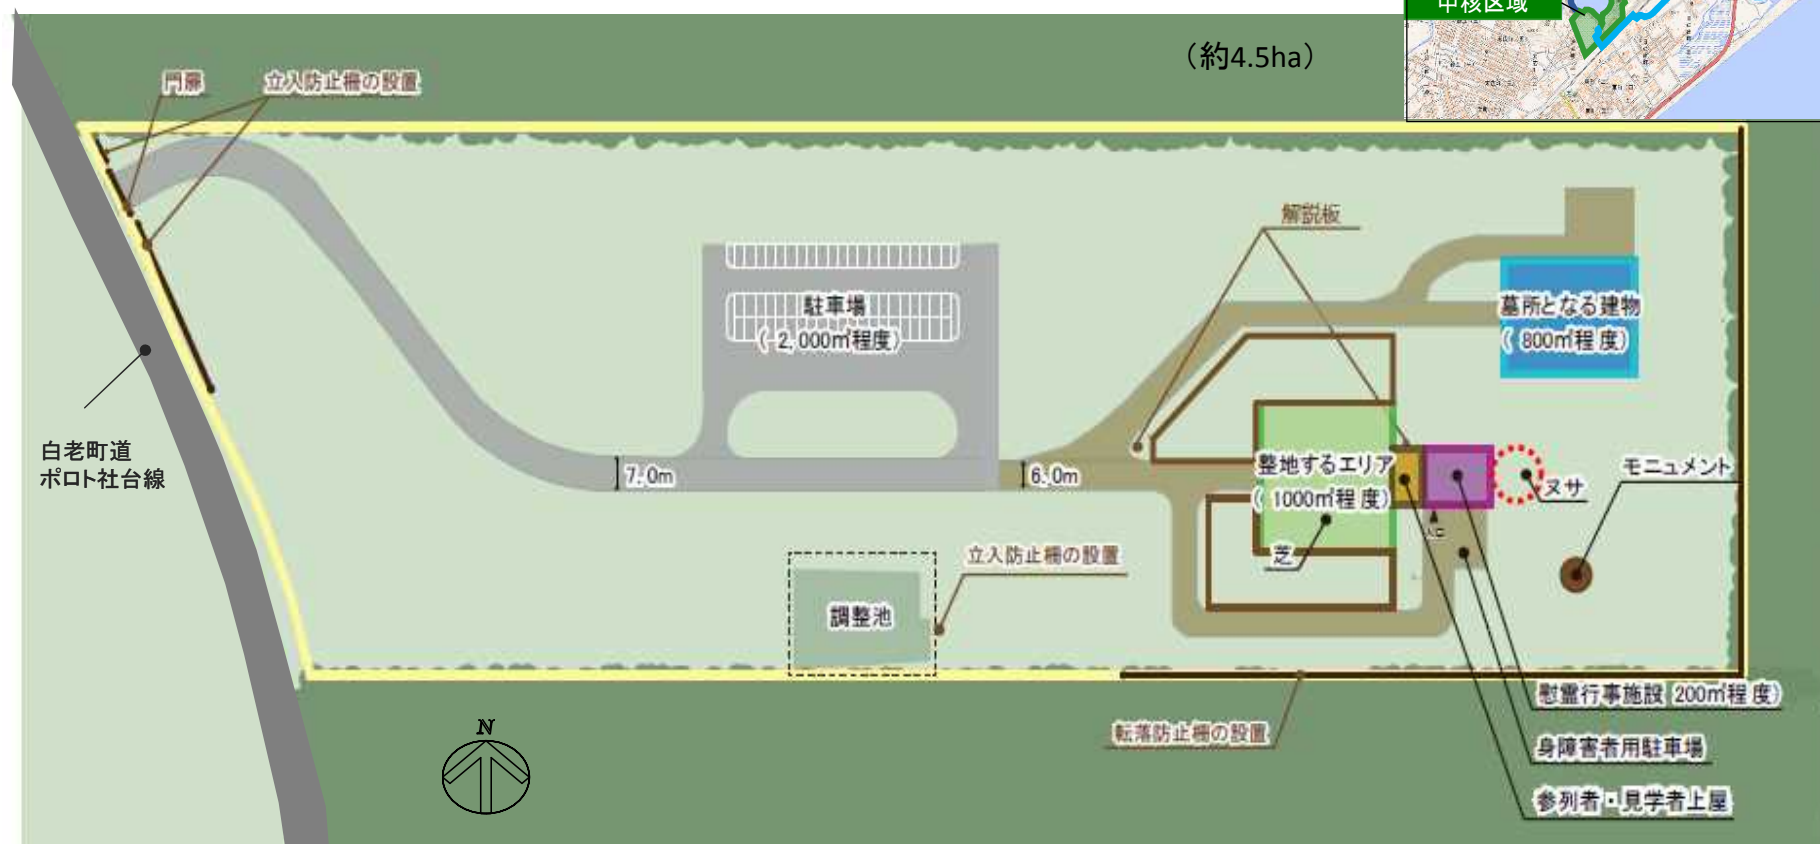 中核区域
（約4.5ha）
門扉
立入防止柵の設置
解説板
駐車場
（ 2,000㎡程度）
墓所となる建物
（ 800㎡程度）
白老町道
ポロト社台線
7.0m
6.0m
整地するエリア
（ 1000㎡程度）
モニュメント
ヌサ
入口
芝
立入防止柵の設置
調整池
慰霊行事施設 200㎡程度）
転落防止柵の設置
N
身障害者用駐車場
参列者・見学者上屋